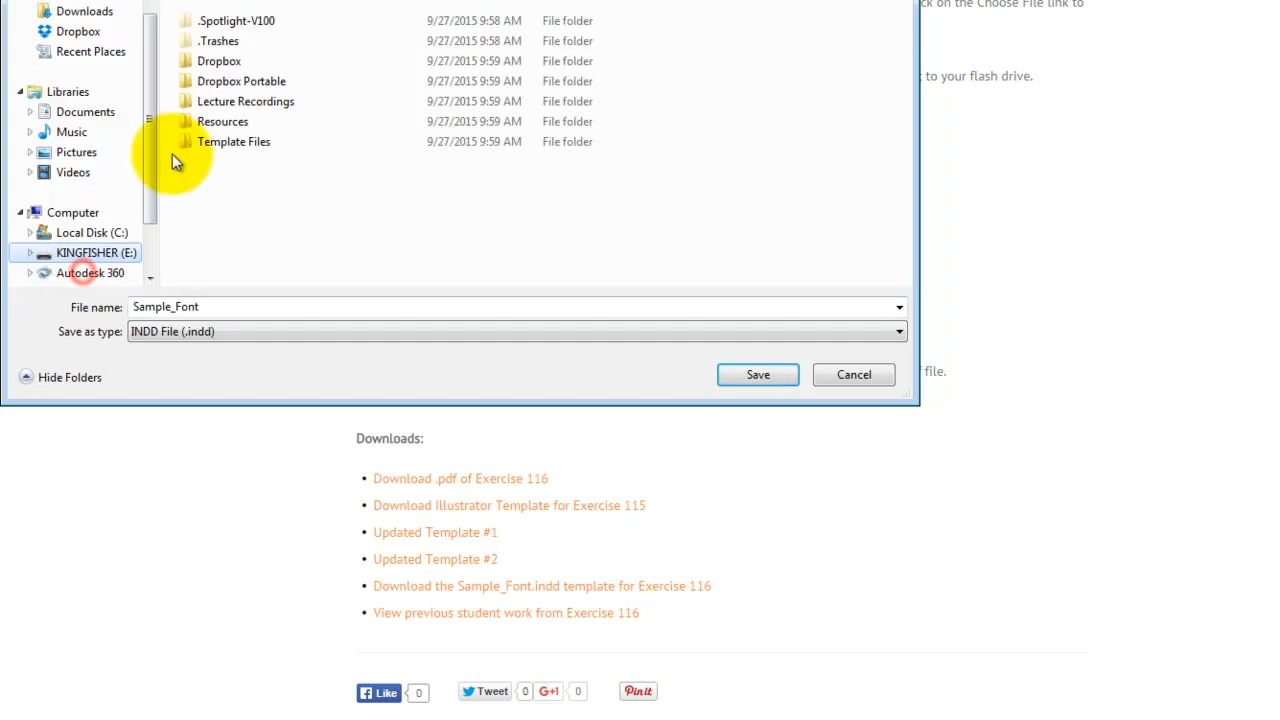 Downloads
Dropbox
Recent Places
Libraries
Documents
Music
Pictures
Videos
Computer
Local Disk (C:)
KINGFISHER (E:)
Autodesk 360
.Spotlight-V100 9/27/2015 9:58 AM File folder
.Trashes 9/27/2015 9:58 AM File folder
Dropbox 9/27/2015 9:59 AM File folder
Dropbox Portable 9/27/2015 9:59 AM File folder
Lecture Recordings 9/27/2015 9:59 AM File folder
Resources 9/27/2015 9:59 AM File folder
Template Files 9/27/2015 9:59 AM File folder
ck on the Choose File link to
to your flash drive.
file.
File name: Sample_Font
Save as type: INDD File (.indd)
Hide Folders
Save Cancel
Downloads:
• Download .pdf of Exercise 116
• Download Illustrator Template for Exercise 115
• Updated Template #1
• Updated Template #2
• Download the Sample_Font.indd template for Exercise 116
• View previous student work from Exercise 116
Like 0 Tweet 0 G+1 0 Pin it